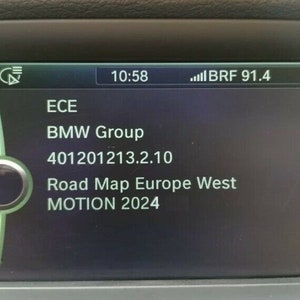 10:58 BRF 91.4
ECE
BMW Group
401201213.2.10
Road Map Europe West
MOTION 2024